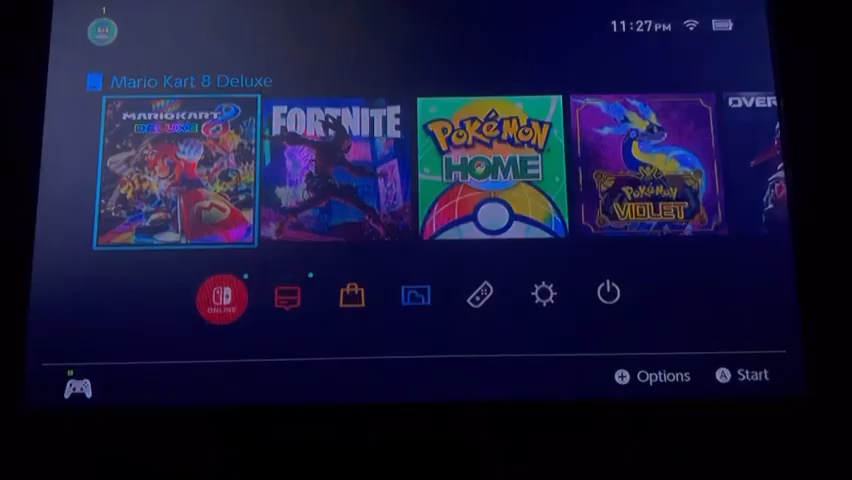 1
11:27PM
Mario Kart 8 Deluxe
MARIOKART 8
DELUXE
FORTNITE
POKÉMON
HOME
POKÉMON
VIOLET
OVER
ONLINE
+ Options
A Start